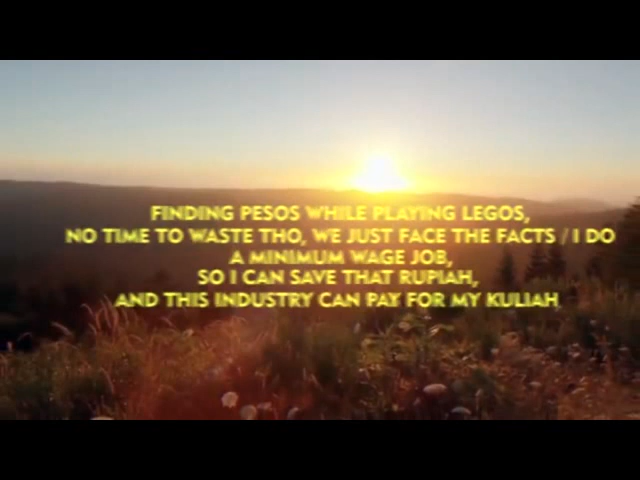 FINDING PESOS WHILE PLAYING LEGOS,
NO TIME TO WASTE THO, WE JUST FACE THE FACTS / I DO
A MINIMUM WAGE JOB,
SO I CAN SAVE THAT RUPIAH,
AND THIS INDUSTRY CAN PAY FOR MY KULIAH